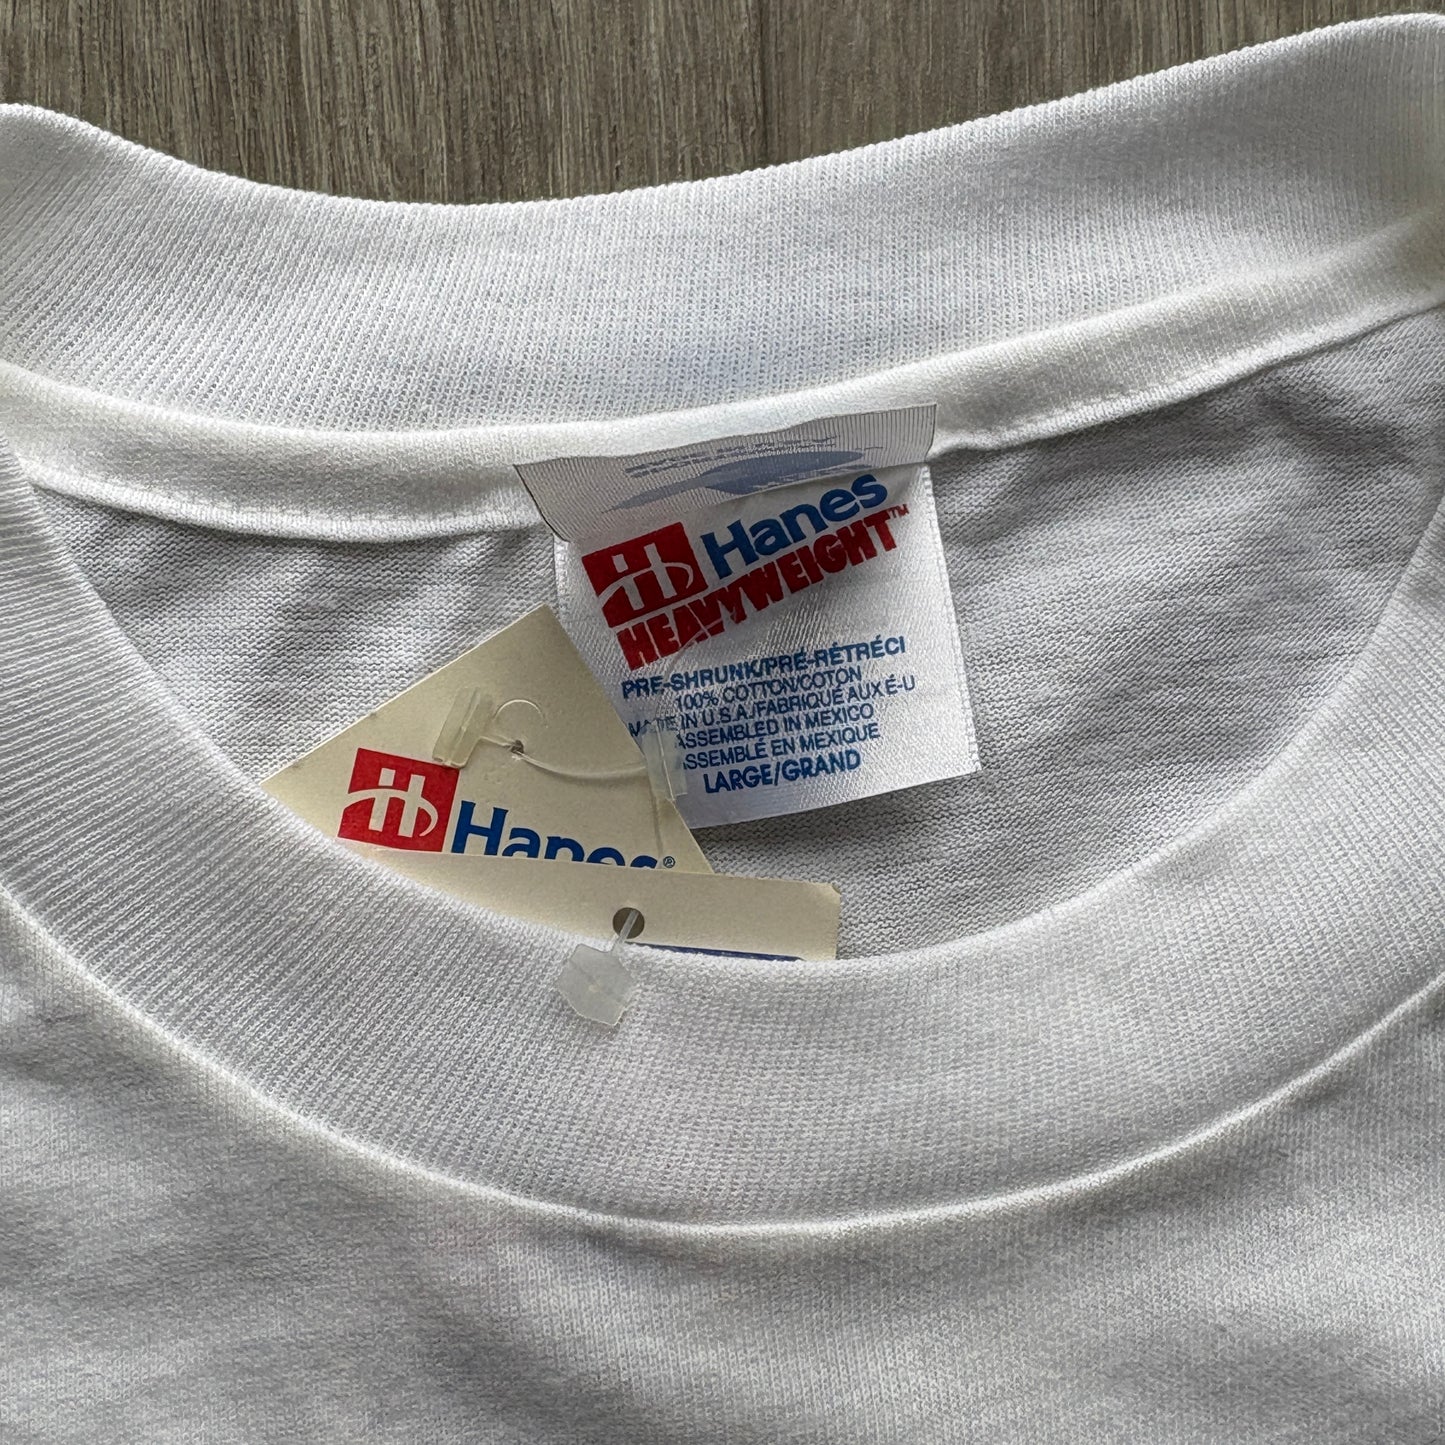 Hanes
HEAVYWEIGHT™
PRE-SHRUNK/PRÉ-RÉTRÉCI
100% COTTON/COTON
MADE IN U.S.A./FABRIQUÉ AUX É-U
ASSEMBLED IN MEXICO
ASSEMBLÉ EN MEXIQUE
LARGE/GRAND
Hanes®